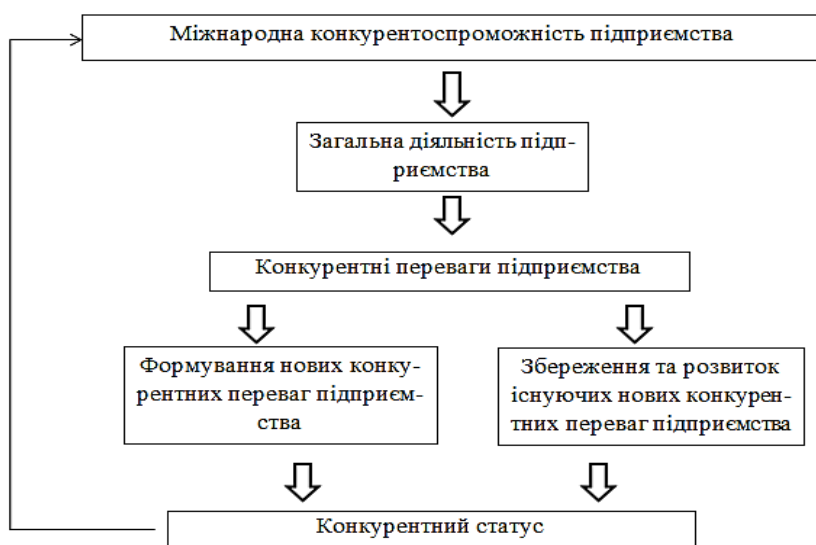 Міжнародна конкурентоспроможність підприємства
Загальна діяльність підп-
риємства
Конкурентні переваги підприємства
Формування нових конку-
рентних переваг підприєм-
ства
Збереження та розвиток
існуючих нових конкурен-
тних переваг підприємства
Конкурентний статус